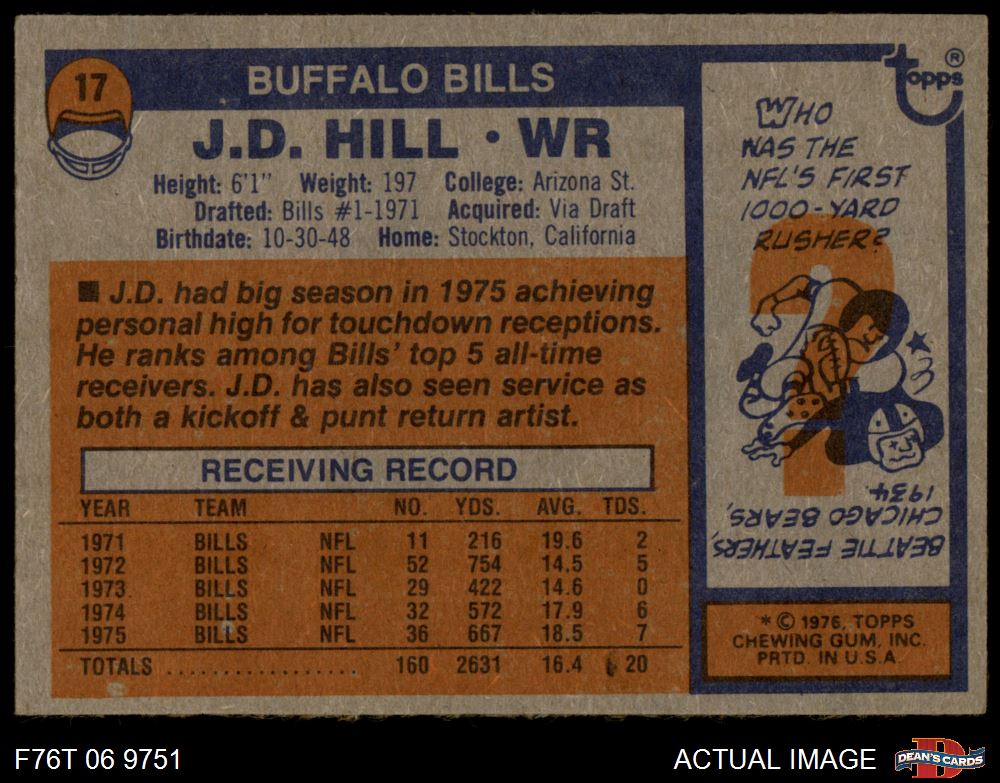 17
BUFFALO BILLS
J.D. HILL • WR
Height: 6'1" Weight: 197 College: Arizona St.
Drafted: Bills #1-1971 Acquired: Via Draft
Birthdate: 10-30-48 Home: Stockton, California
■ J.D. had big season in 1975 achieving
personal high for touchdown receptions.
He ranks among Bills' top 5 all-time
receivers. J.D. has also seen service as
both a kickoff & punt return artist.
RECEIVING RECORD
YEAR TEAM NO. YDS. AVG. TDS.
1971 BILLS NFL 11 216 19.6 2
1972 BILLS NFL 52 754 14.5 5
1973 BILLS NFL 29 422 14.6 0
1974 BILLS NFL 32 572 17.9 6
1975 BILLS NFL 36 667 18.5 7
TOTALS .................. 160 2631 16.4 20
topps®
WHO
WAS THE
NFL'S FIRST
1000-YARD
RUSHER?
?
BEATTIE FEATHERS,
CHICAGO BEARS,
1934.
* © 1976, TOPPS
CHEWING GUM, INC.
PRTD. IN U.S.A.
F76T 06 9751
ACTUAL IMAGE
D
DEAN'S CARDS